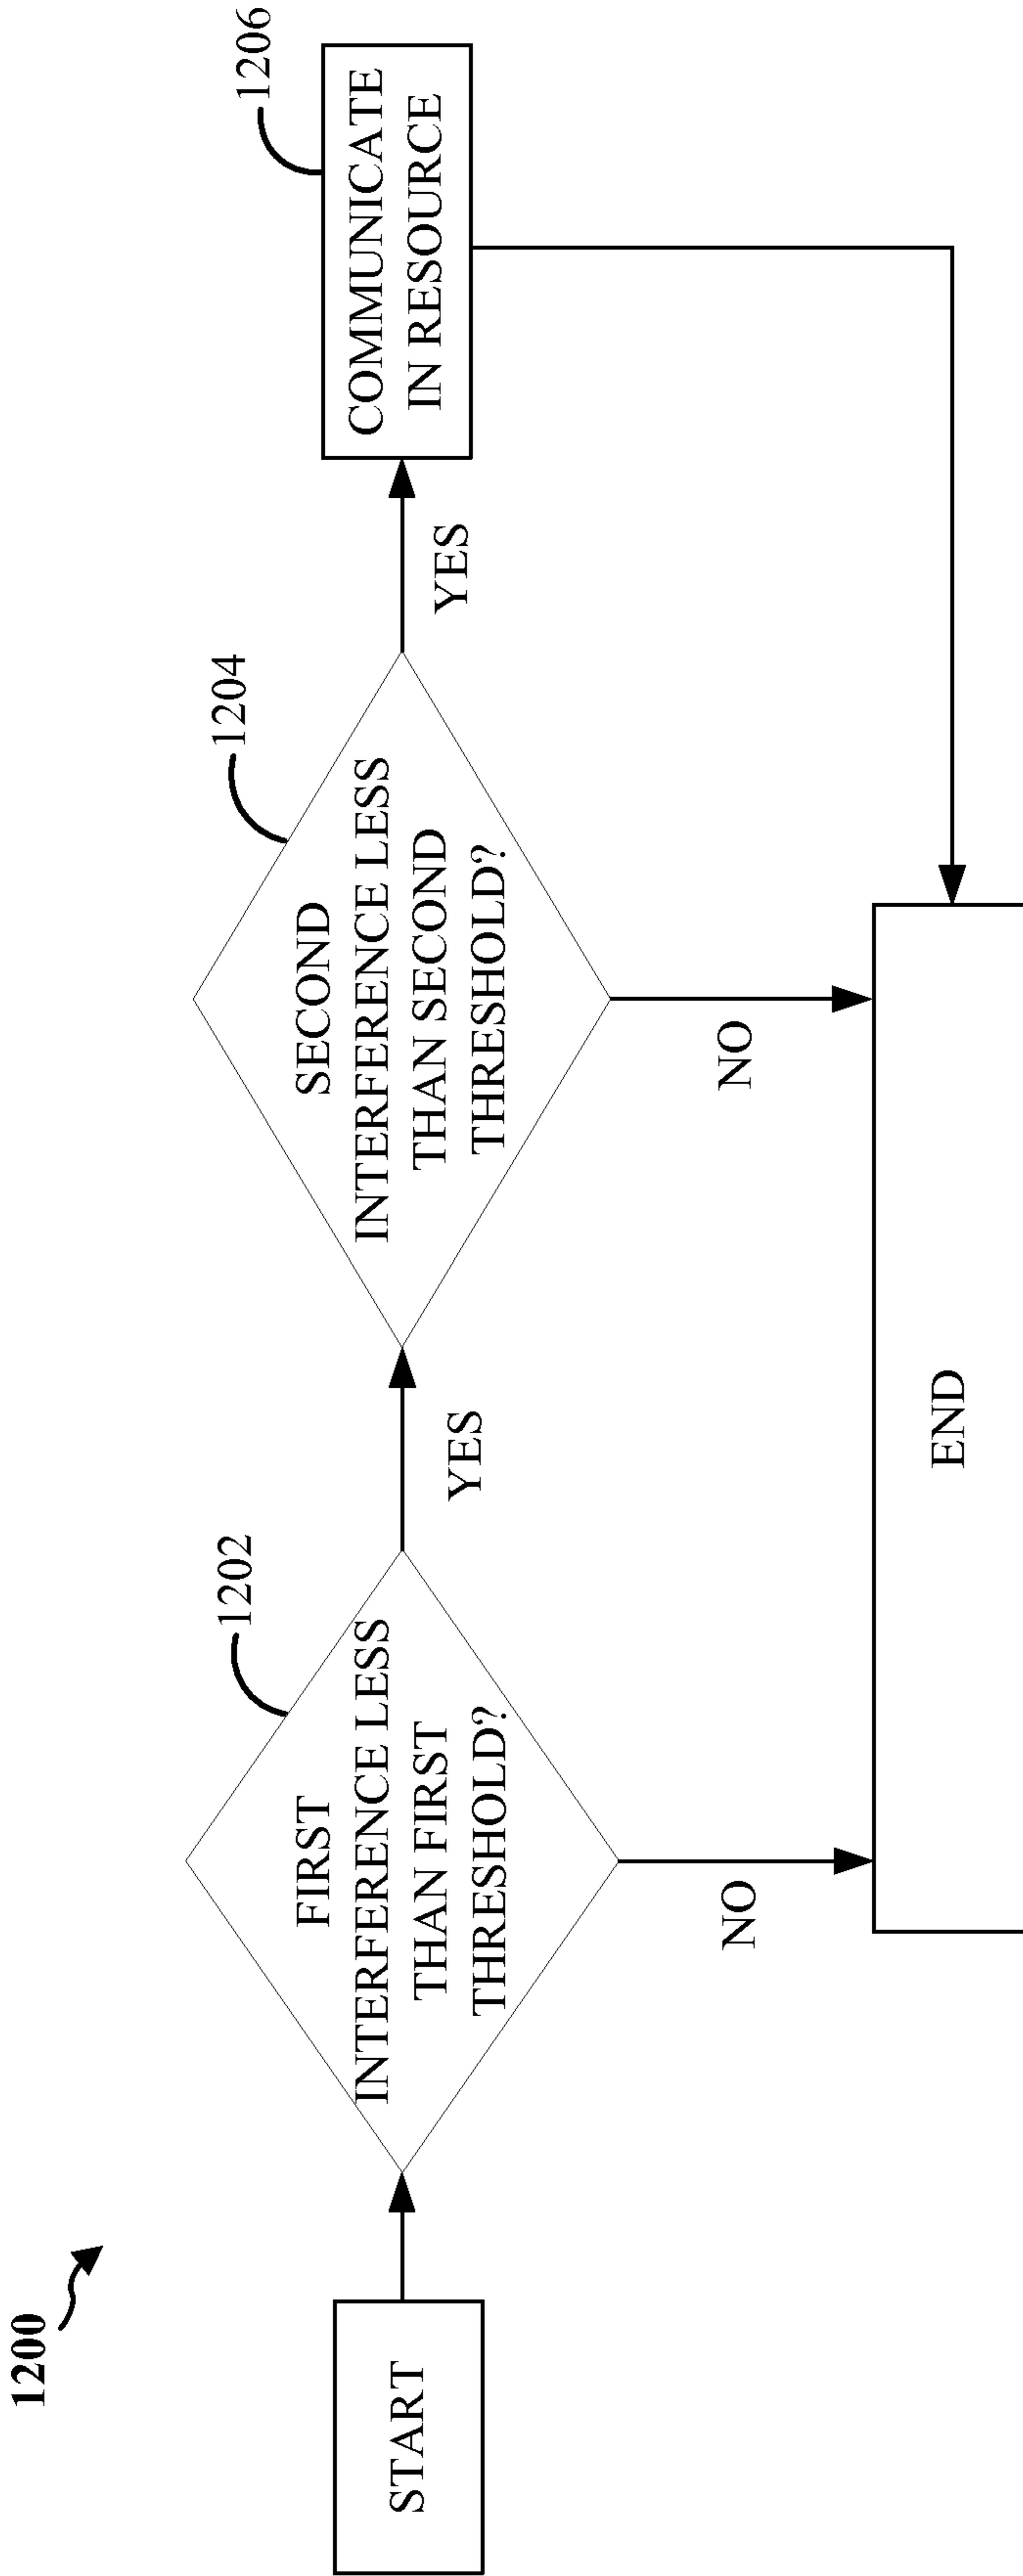 1200
START
1202
FIRST
INTERFERENCE LESS
THAN FIRST
THRESHOLD?
YES
NO
1204
SECOND
INTERFERENCE LESS
THAN SECOND
THRESHOLD?
YES
NO
1206
COMMUNICATE
IN RESOURCE
END